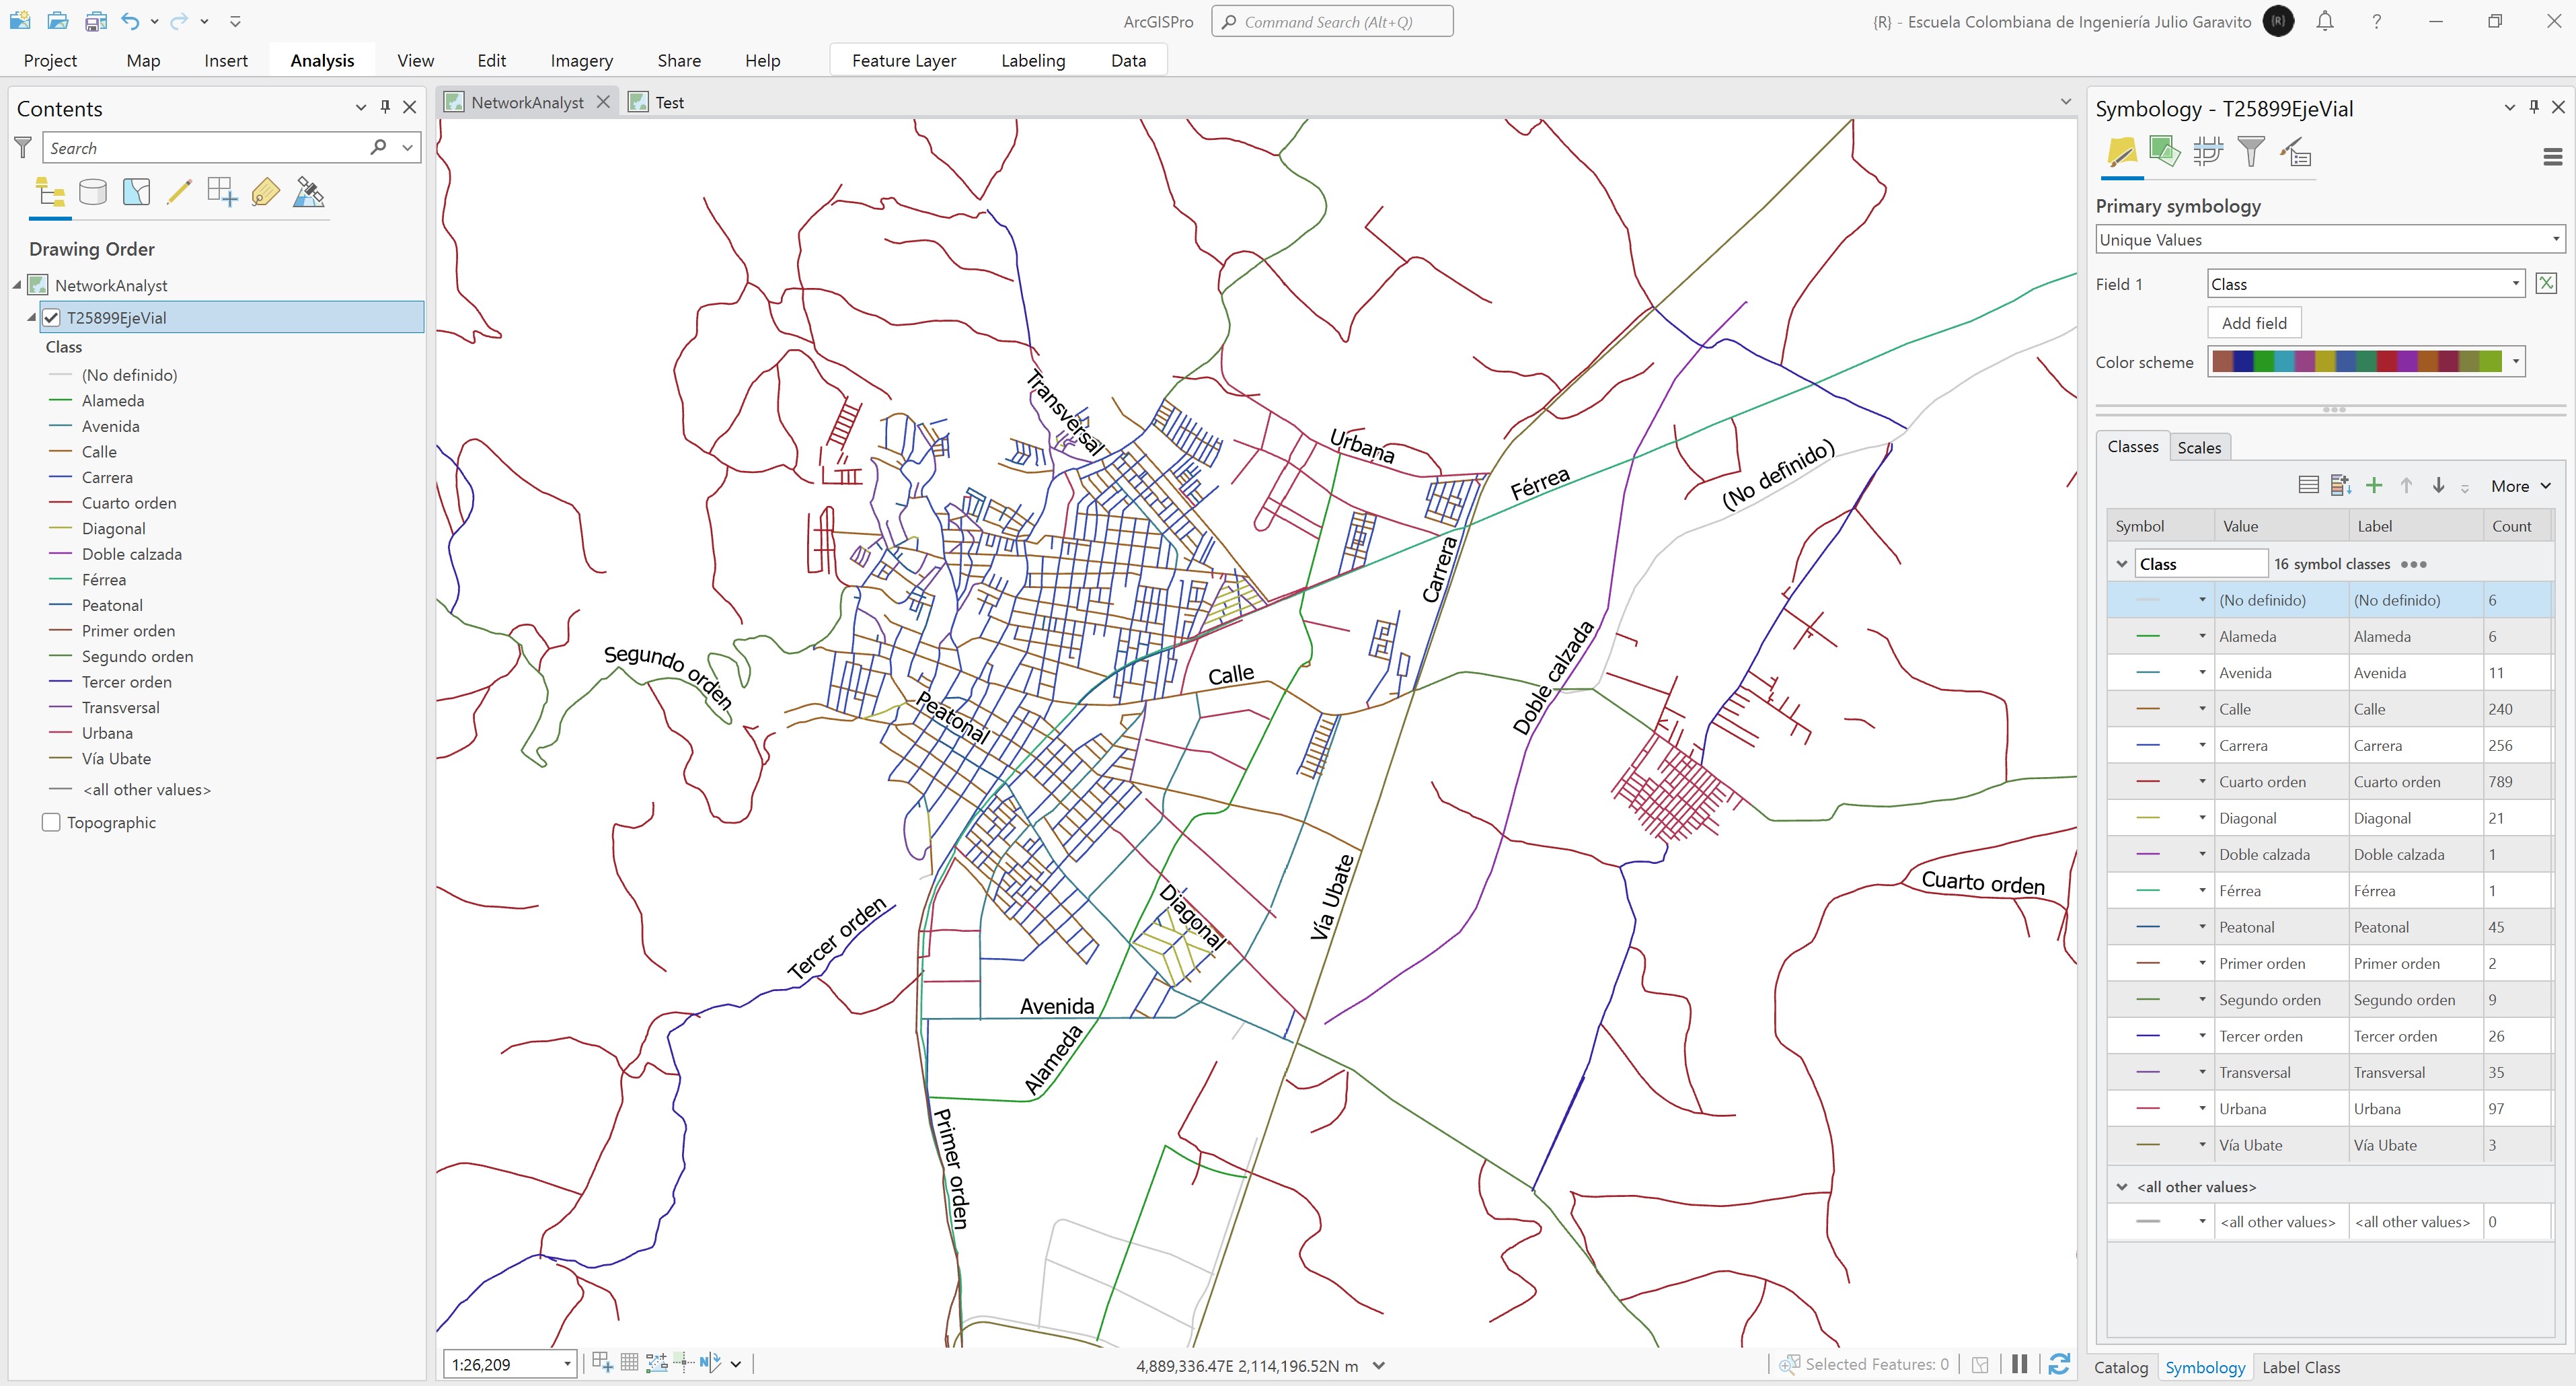 ArcGISPro
Command Search (Alt+Q)
{R} - Escuela Colombiana de Ingeniería Julio Garavito
{R}
?
Project Map Insert Analysis View Edit Imagery Share Help Feature Layer Labeling Data
Contents
Search
Drawing Order
NetworkAnalyst
T25899EjeVial
Class
(No definido)
Alameda
Avenida
Calle
Carrera
Cuarto orden
Diagonal
Doble calzada
Férrea
Peatonal
Primer orden
Segundo orden
Tercer orden
Transversal
Urbana
Vía Ubate
<all other values>
Topographic
NetworkAnalyst
Test
Transversal
Urbana
Férrea
(No definido)
Carrera
Segundo orden
Calle
Doble calzada
Peatonal
Vía Ubate
Cuarto orden
Diagonal
Tercer orden
Avenida
Alameda
Primer orden
1:26,209
4,889,336.47E 2,114,196.52N m
Selected Features: 0
Symbology - T25899EjeVial
Primary symbology
Unique Values
Field 1 Class
Add field
Color scheme
Classes Scales
More
Symbol Value Label Count
Class 16 symbol classes
(No definido) (No definido) 6
Alameda Alameda 6
Avenida Avenida 11
Calle Calle 240
Carrera Carrera 256
Cuarto orden Cuarto orden 789
Diagonal Diagonal 21
Doble calzada Doble calzada 1
Férrea Férrea 1
Peatonal Peatonal 45
Primer orden Primer orden 2
Segundo orden Segundo orden 9
Tercer orden Tercer orden 26
Transversal Transversal 35
Urbana Urbana 97
Vía Ubate Vía Ubate 3
<all other values>
<all other values> <all other values> 0
Catalog Symbology Label Class